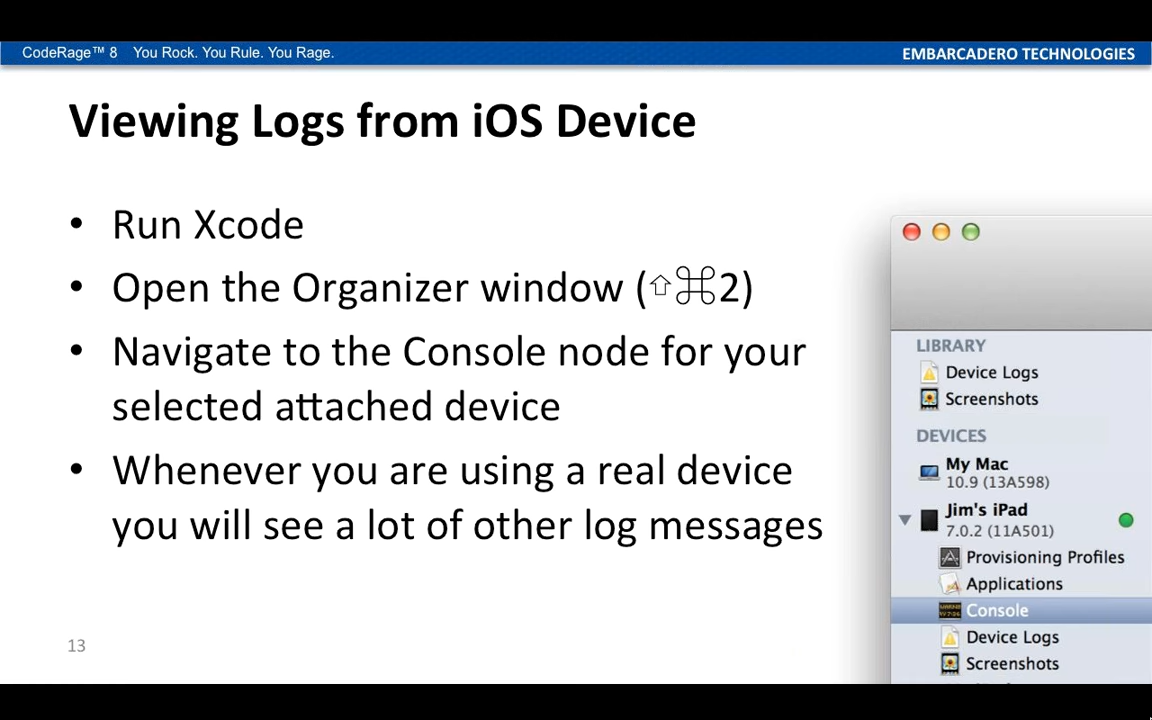 CodeRage™ 8 You Rock. You Rule. You Rage.
EMBARCADERO TECHNOLOGIES
Viewing Logs from iOS Device
• Run Xcode
• Open the Organizer window (⇧⌘2)
• Navigate to the Console node for your
selected attached device
• Whenever you are using a real device
you will see a lot of other log messages
13
LIBRARY
Device Logs
Screenshots
DEVICES
My Mac
10.9 (13A598)
Jim's iPad
7.0.2 (11A501)
Provisioning Profiles
Applications
Console
Device Logs
Screenshots